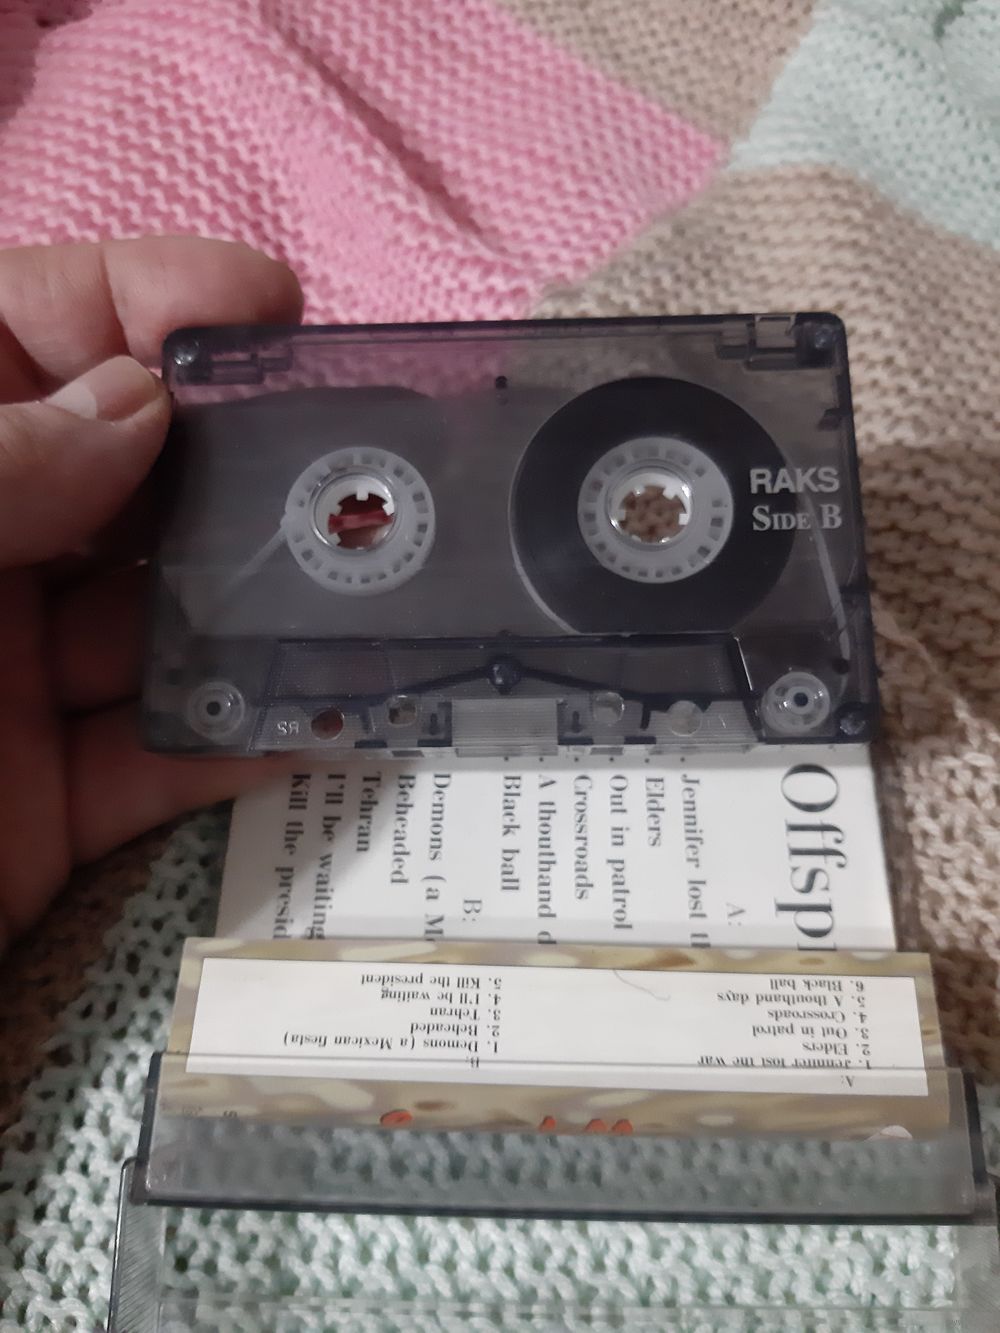 RAKS
SIDE B
Offsp
A:
Jennifer lost th
Elders
Out in patrol
Crossroads
A thouthand d
Black ball
B:
Demons (a M
Beheaded
Tehran
I'll be waiting
Kill the presid
A:
1. Jennifer lost the war
2. Elders
3. Out in patrol
4. Crossroads
5. A thouthand days
6. Black ball
B:
1. Demons (a Mexican fiesta)
2. Beheaded
3. Tehran
4. I'll be waiting
5. Kill the president